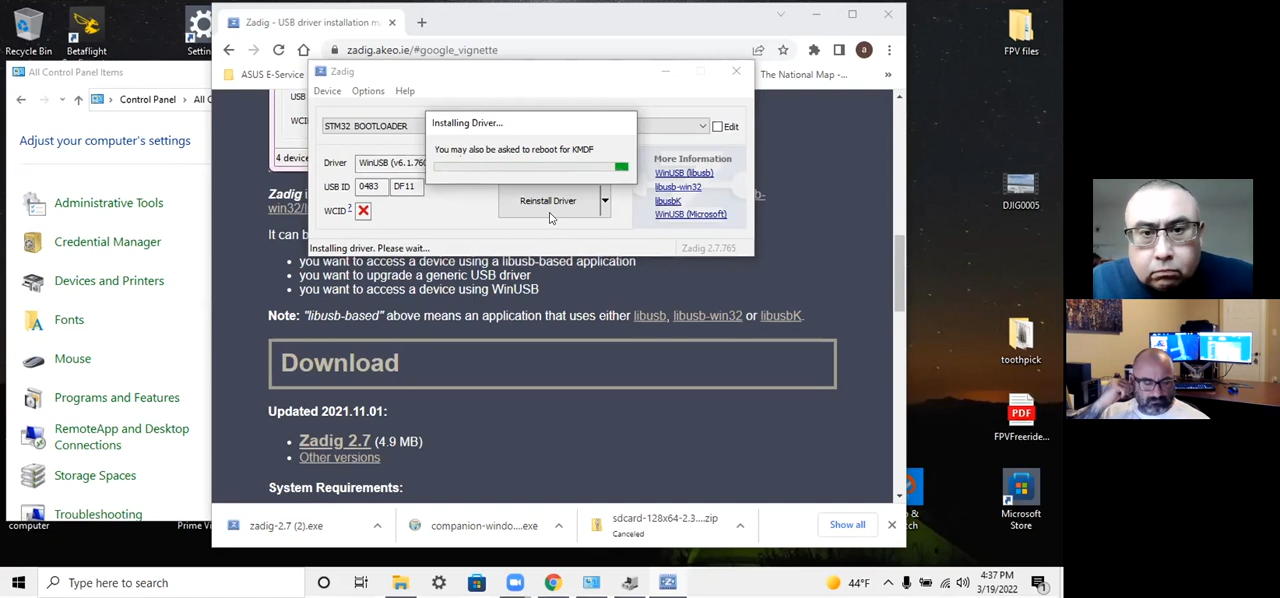 Recycle Bin
Betaflight
Settin
FPV files
DJIG0005
toothpick
PDF
FPVFreeride...
Microsoft
Store
computer
Prime Vi
All Control Panel Items
Control Panel
Adjust your computer's settings
Administrative Tools
Credential Manager
Devices and Printers
Fonts
Mouse
Programs and Features
RemoteApp and Desktop
Connections
Storage Spaces
Troubleshooting
Zadig - USB driver installation m
zadig.akeo.ie/#google_vignette
a
ASUS E-Service
The National Map -...
»
Zadig
Device Options Help
STM32 BOOTLOADER
Edit
Driver
WinUSB (v6.1.760
USB ID
0483 DF11
WCID ?
Installing Driver...
You may also be asked to reboot for KMDF
Reinstall Driver
More Information
WinUSB (libusb)
libusb-win32
libusbK
WinUSB (Microsoft)
Installing driver. Please wait...
Zadig 2.7.765
USB
WCI
4 device
Zadig i
win32/l
b-
It can b
you want to access a device using a libusb-based application
you want to upgrade a generic USB driver
you want to access a device using WinUSB
Note: "libusb-based" above means an application that uses either libusb, libusb-win32 or libusbK.
Download
Updated 2021.11.01:
Zadig 2.7 (4.9 MB)
Other versions
System Requirements:
zadig-2.7 (2).exe
companion-windo....exe
sdcard-128x64-2.3....zip
Canceled
Show all
Type here to search
44°F
4:37 PM
3/19/2022
1